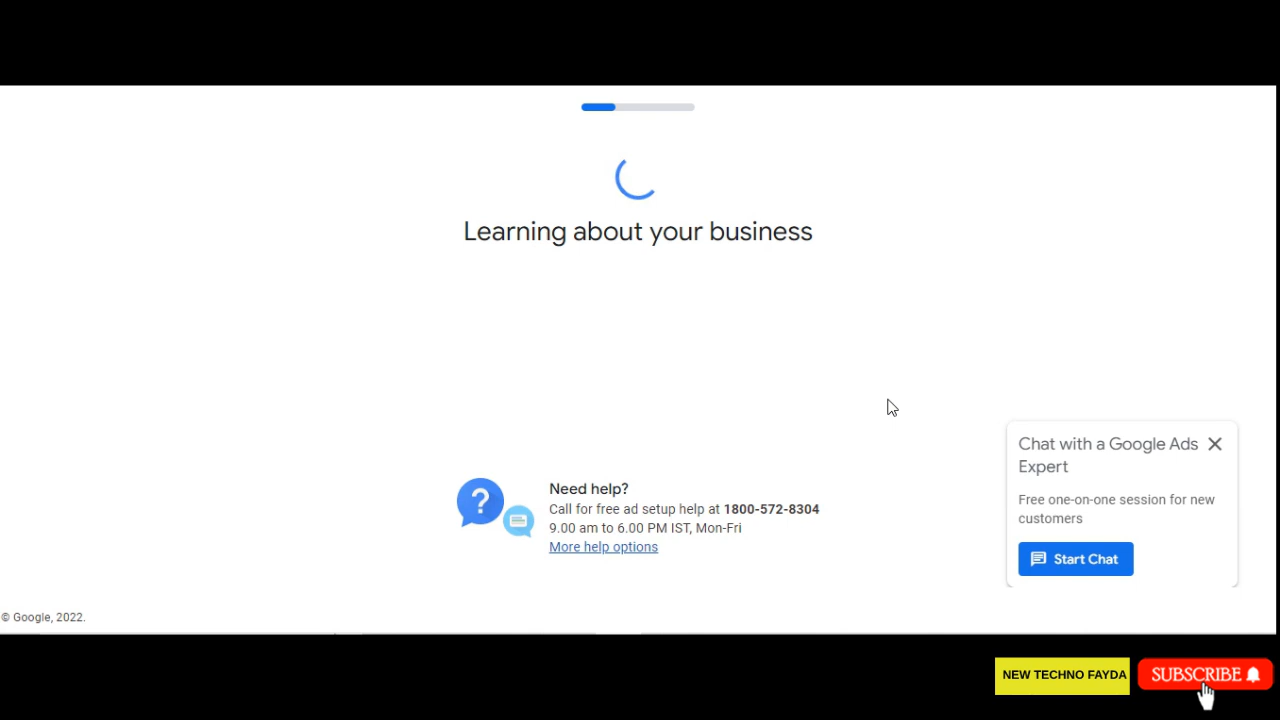 Learning about your business
Chat with a Google Ads
Expert
Free one-on-one session for new
customers
Start Chat
?
Need help?
Call for free ad setup help at 1800-572-8304
9.00 am to 6.00 PM IST, Mon-Fri
More help options
© Google, 2022.
NEW TECHNO FAYDA
SUBSCRIBE